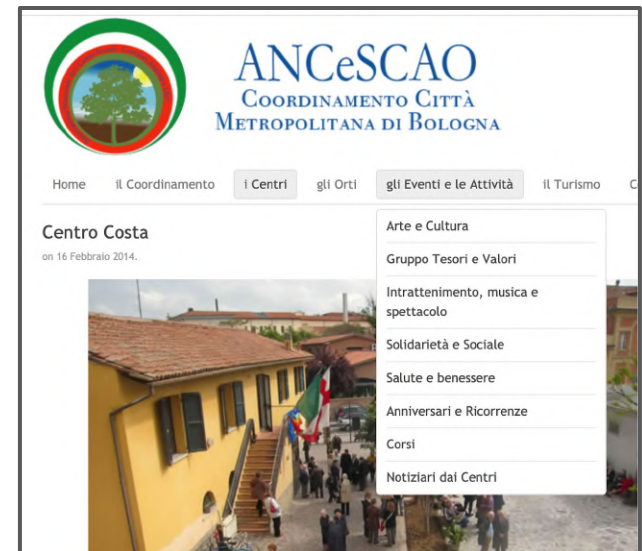 ANCeSCAO
Coordinamento Città
Metropolitana di Bologna
Home il Coordinamento i Centri gli Orti gli Eventi e le Attività il Turismo
Centro Costa
on 16 Febbraio 2014.
Arte e Cultura
Gruppo Tesori e Valori
Intrattenimento, musica e
spettacolo
Solidarietà e Sociale
Salute e benessere
Anniversari e Ricorrenze
Corsi
Notiziari dai Centri